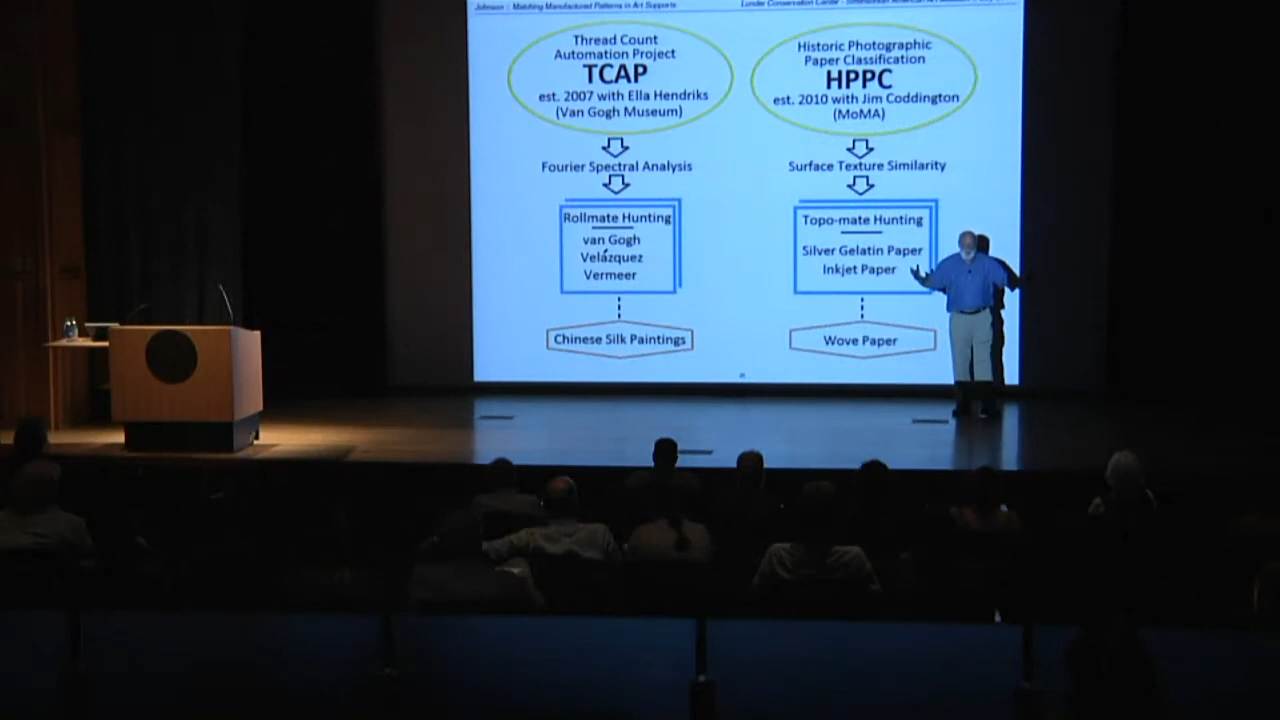 Johnson : Matching Manufactured Patterns in Art Supports
Lunder Conservation Center - Smithsonian American Art
Thread Count
Automation Project
TCAP
est. 2007 with Ella Hendriks
(Van Gogh Museum)
Fourier Spectral Analysis
Rollmate Hunting
van Gogh
Velázquez
Vermeer
Chinese Silk Paintings
Historic Photographic
Paper Classification
HPPC
est. 2010 with Jim Coddington
(MoMA)
Surface Texture Similarity
Topo-mate Hunting
Silver Gelatin Paper
Inkjet Paper
Wove Paper